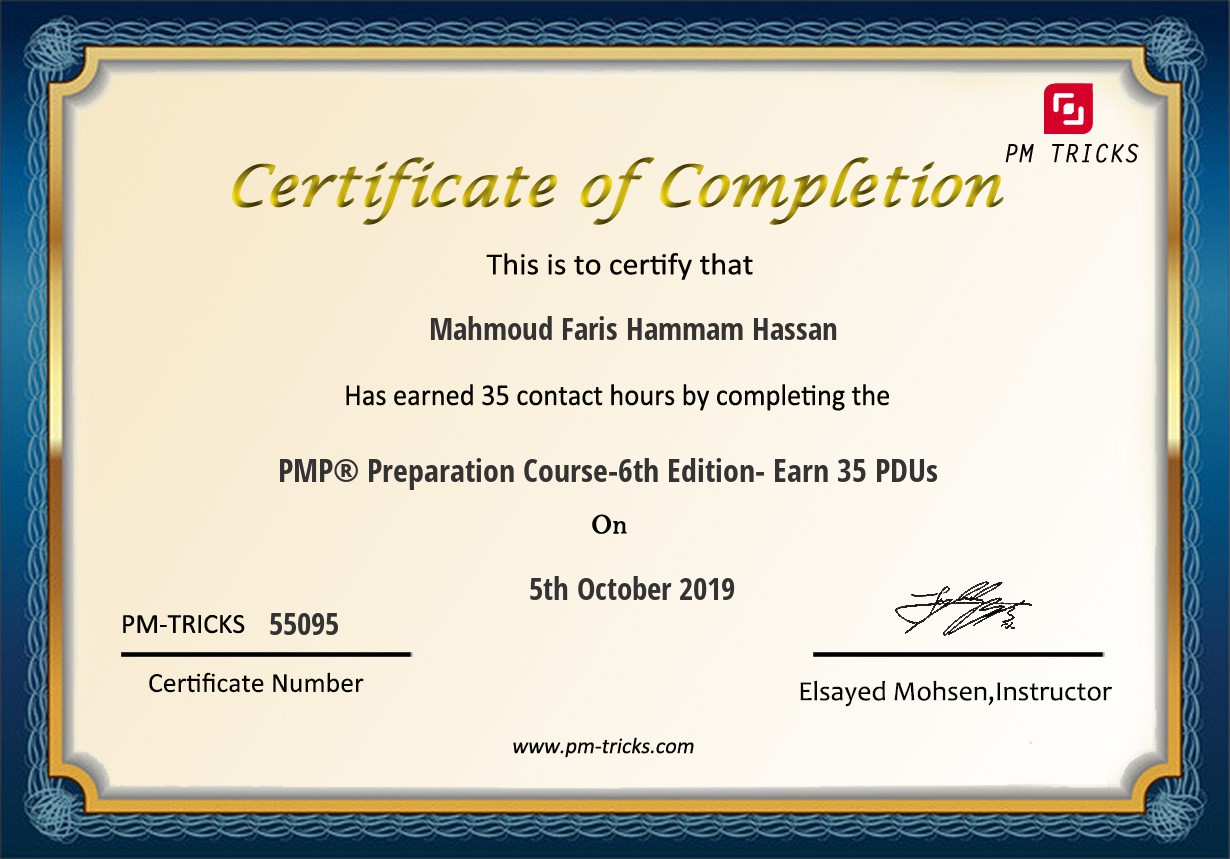 PM TRICKS
Certificate of Completion
This is to certify that
Mahmoud Faris Hammam Hassan
Has earned 35 contact hours by completing the
PMP® Preparation Course-6th Edition- Earn 35 PDUs
On
5th October 2019
PM-TRICKS 55095
Certificate Number
Elsayed Mohsen,Instructor
www.pm-tricks.com